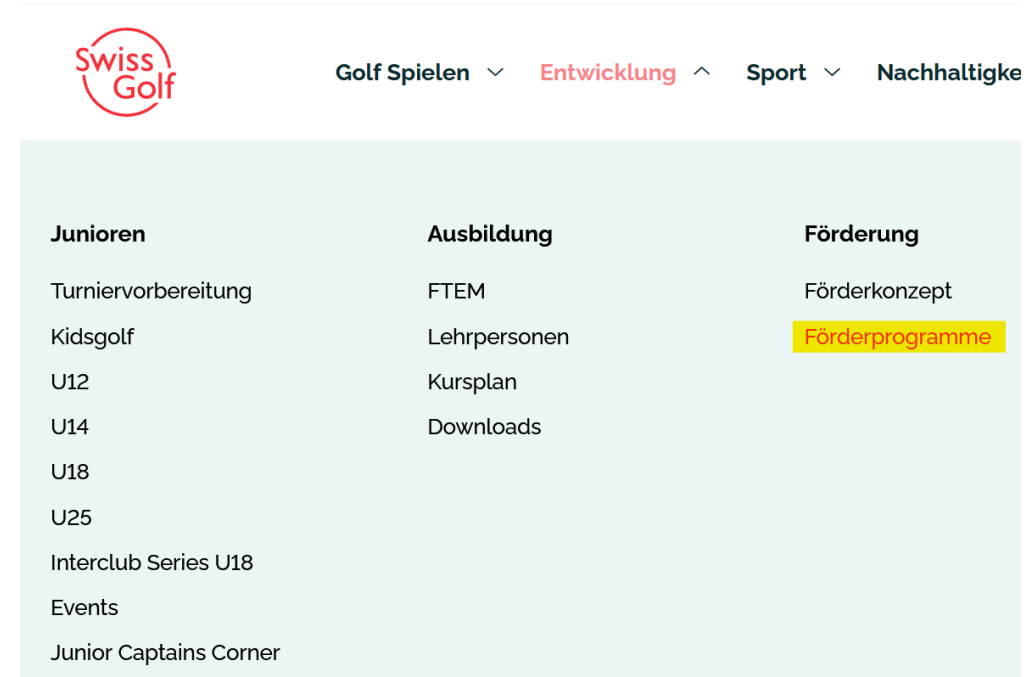 Swiss
Golf
Golf Spielen
Entwicklung
Sport
Nachhaltigke
Junioren
Turniervorbereitung
Kidsgolf
U12
U14
U18
U25
Interclub Series U18
Events
Junior Captains Corner
Ausbildung
FTEM
Lehrpersonen
Kursplan
Downloads
Förderung
Förderkonzept
Förderprogramme